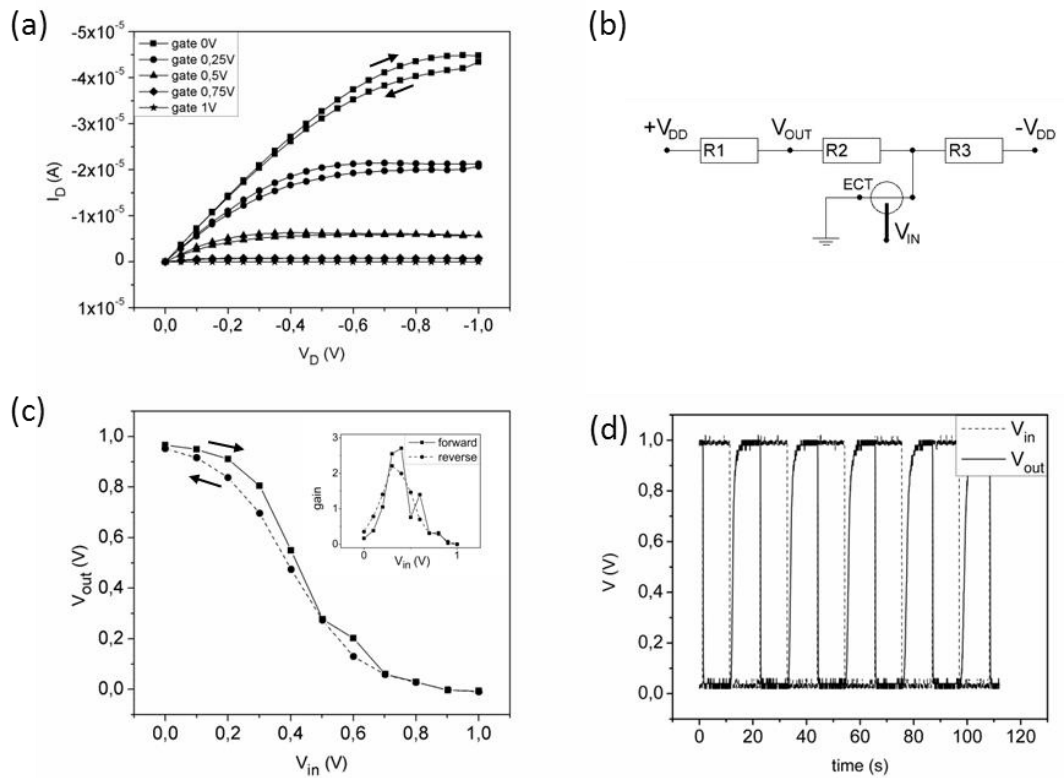 (a)
-5x10⁻⁵
-4x10⁻⁵
-3x10⁻⁵
-2x10⁻⁵
-1x10⁻⁵
0
1x10⁻⁵
I_D (A)
gate 0V
gate 0,25V
gate 0,5V
gate 0,75V
gate 1V
0,0 -0,2 -0,4 -0,6 -0,8 -1,0
V_D (V)
(b)
+V_DD V_OUT -V_DD
R1 R2 R3
ECT
V_IN
(c)
1,0
0,8
0,6
0,4
0,2
0,0
V_out (V)
forward
reverse
3
2
1
0
gain
0 1
V_in (V)
0,0 0,2 0,4 0,6 0,8 1,0
V_in (V)
(d)
1,0
0,8
0,6
0,4
0,2
0,0
V (V)
V_in
V_out
0 20 40 60 80 100 120
time (s)